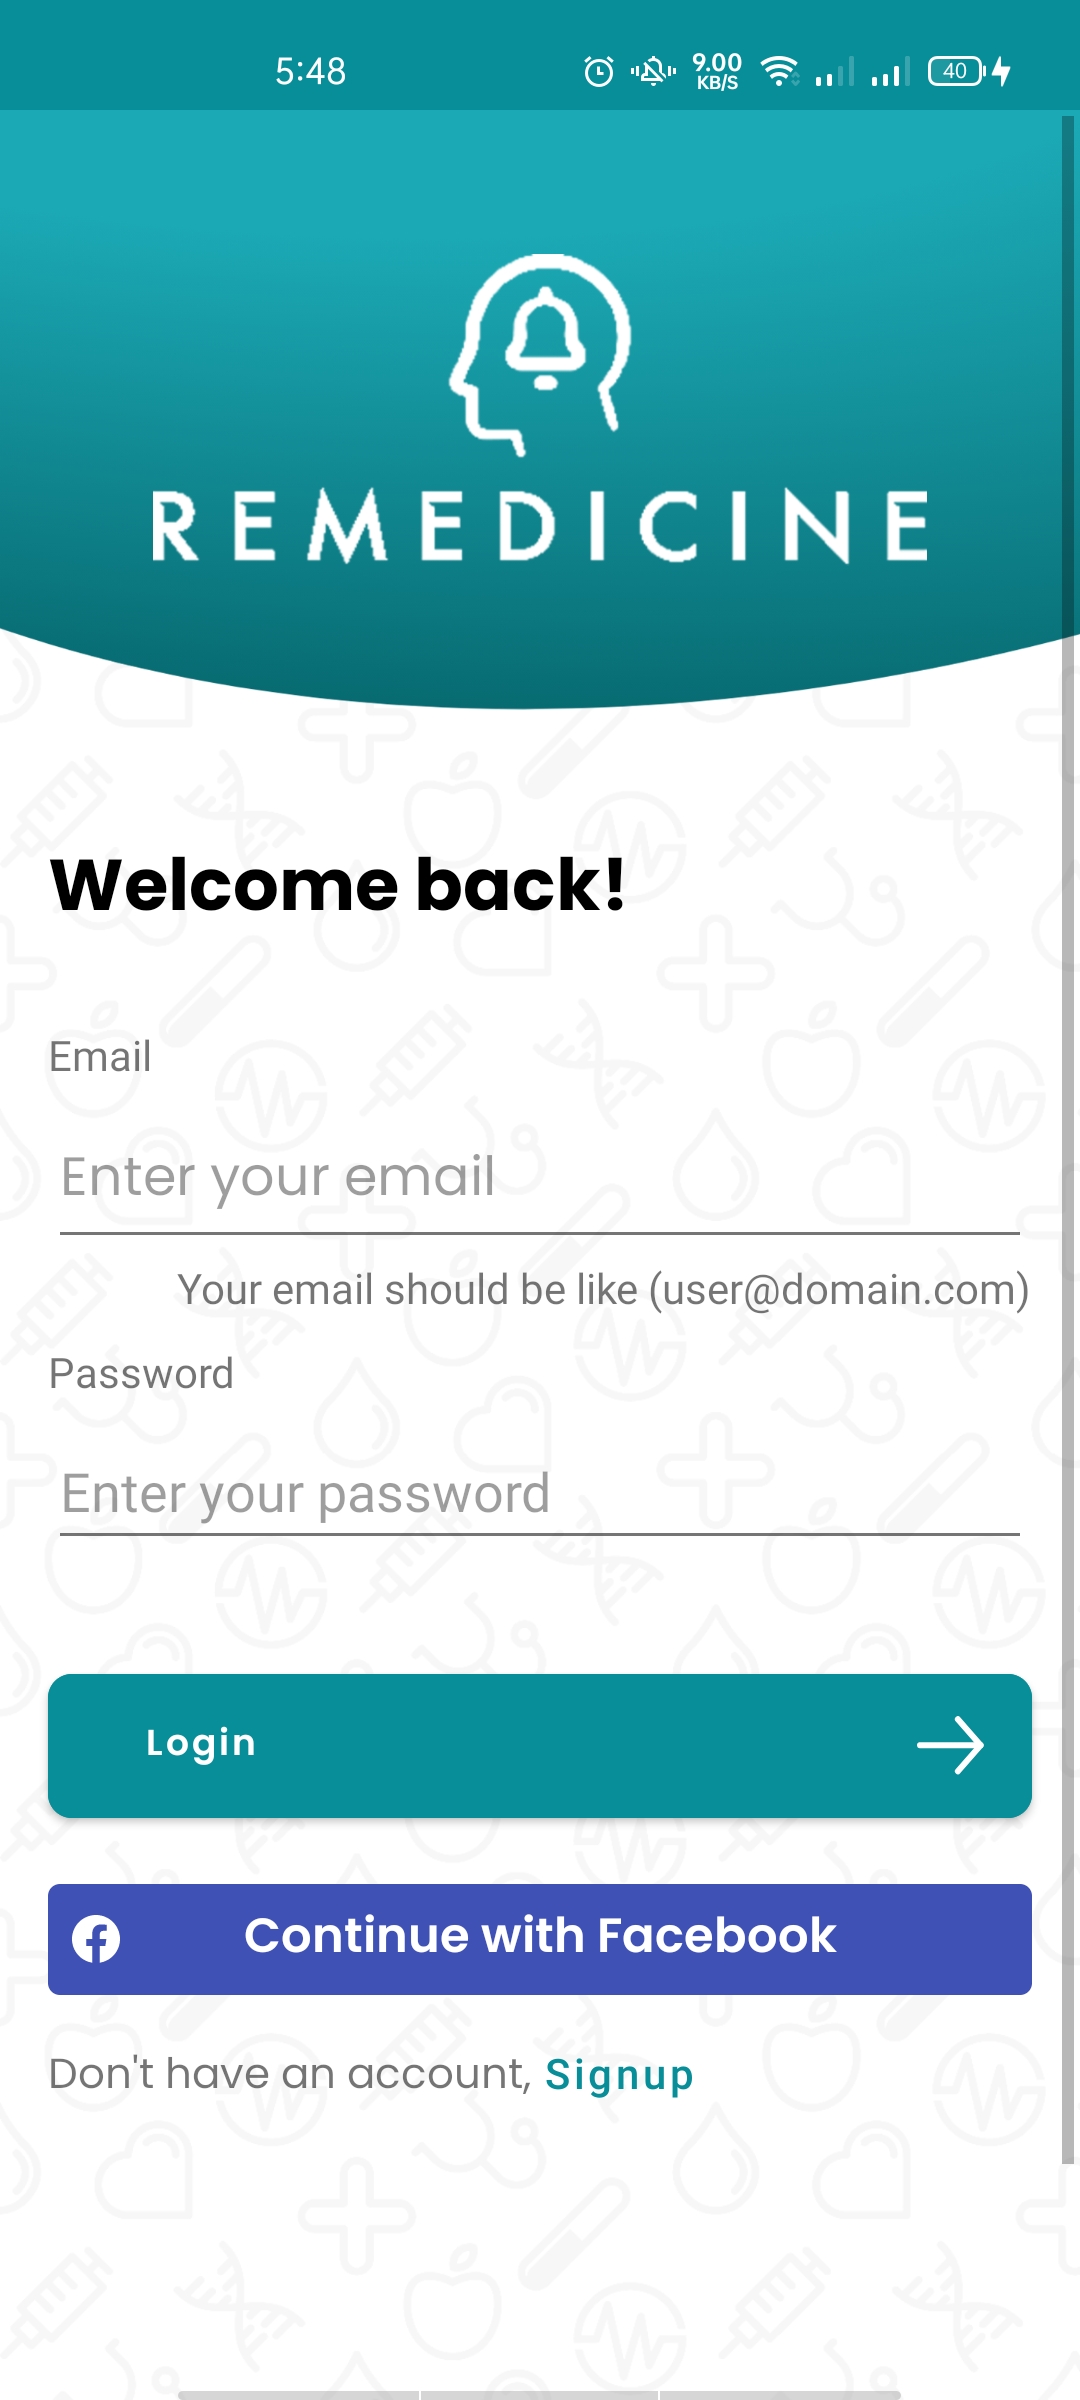 5:48
9.00
KB/S
40
REMEDICINE
Welcome back!
Email
Enter your email
Your email should be like (user@domain.com)
Password
Enter your password
Login
Continue with Facebook
Don't have an account, Signup